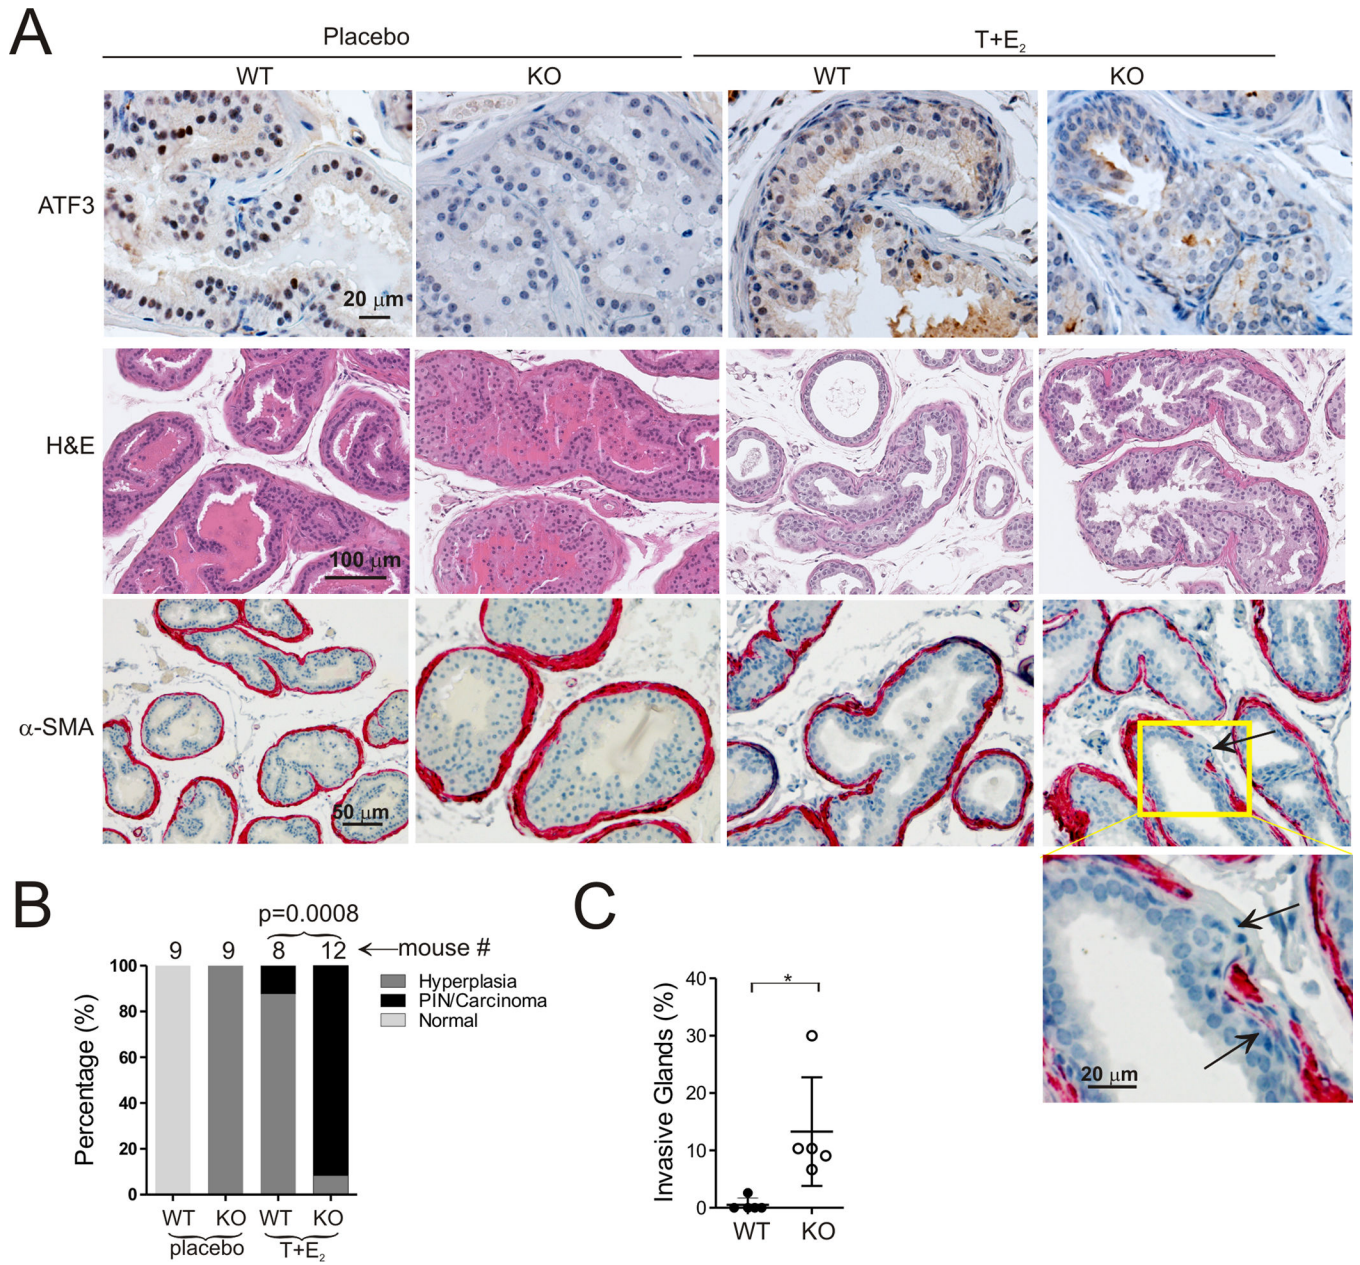 A
Placebo
T+E2
WT
KO
WT
KO
ATF3
20 μm
H&E
100 μm
α-SMA
50 μm
20 μm
B
p=0.0008
9
9
8
12
mouse #
Hyperplasia
PIN/Carcinoma
Normal
Percentage (%)
100
80
60
40
20
0
WT
KO
WT
KO
placebo
T+E2
C
*
Invasive Glands (%)
40
30
20
10
0
WT
KO